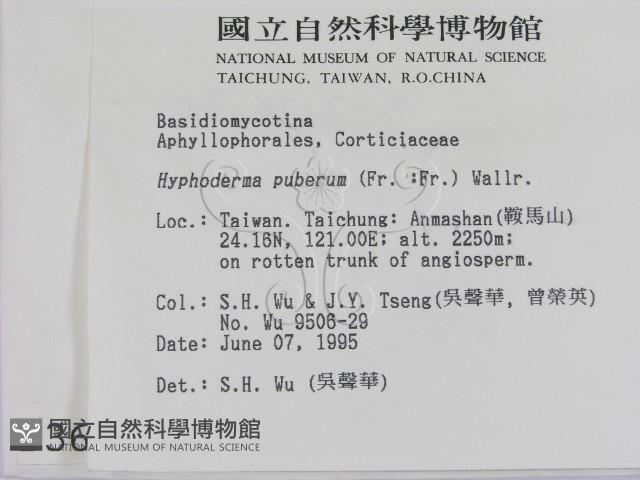 國立自然科學博物館
NATIONAL MUSEUM OF NATURAL SCIENCE
TAICHUNG, TAIWAN, R.O.CHINA
Basidiomycotina
Aphyllophorales, Corticiaceae
Hyphoderma puberum (Fr. :Fr.) Wallr.
Loc.: Taiwan. Taichung: Anmashan(鞍馬山)
24.16N, 121.00E; alt. 2250m;
on rotten trunk of angiosperm.
Col.: S.H. Wu & J.Y. Tseng(吳聲華, 曾榮英)
No. Wu 9506-29
Date: June 07, 1995
Det.: S.H. Wu (吳聲華)
36
國立自然科學博物館
NATIONAL MUSEUM OF NATURAL SCIENCE